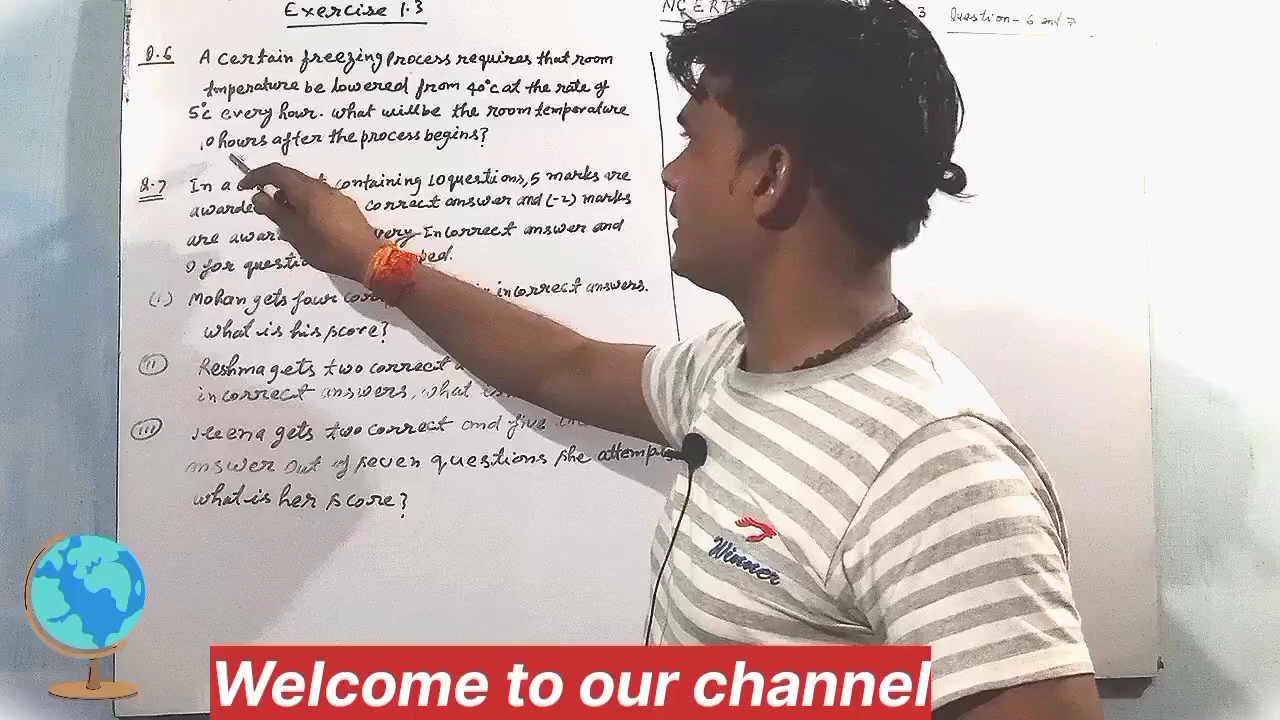 Exercise 1.3
NCERT
3 Question - 6 and 7
Q.6 A certain freezing process requires that room
tmperature be lowered from 40°c at the rate of
5°c every hour. what will be the room temperature
10 hours after the process begins?
Q.7 In a containing 10 questions, 5 marks are
awarde correct answer and (-2) marks
are awar every Incorrect answer and
0 for questio
(i) Mohan gets four incorrect answers.
what is his score?
(ii) Reshma gets two correct
incorrect answers, what
(iii) Heena gets two correct and five
answer out of seven questions she attemp
what is her score?
Winner
Welcome to our channel